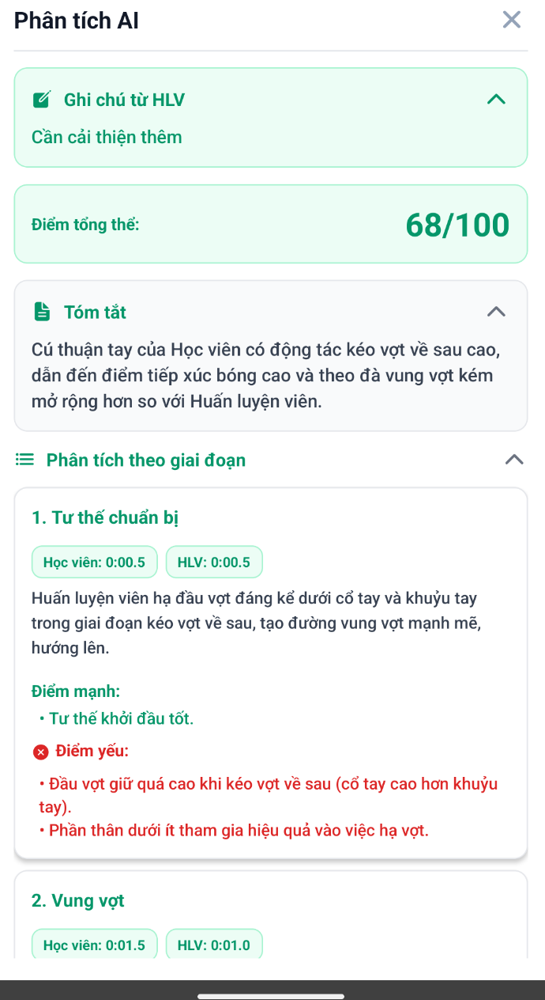 Phân tích AI
Ghi chú từ HLV
Cần cải thiện thêm
Điểm tổng thể:
68/100
Tóm tắt
Cú thuận tay của Học viên có động tác kéo vợt về sau cao,
dẫn đến điểm tiếp xúc bóng cao và theo đà vung vợt kém
mở rộng hơn so với Huấn luyện viên.
Phân tích theo giai đoạn
1. Tư thế chuẩn bị
Học viên: 0:00.5
HLV: 0:00.5
Huấn luyện viên hạ đầu vợt đáng kể dưới cổ tay và khuỷu tay
trong giai đoạn kéo vợt về sau, tạo đường vung vợt mạnh mẽ,
hướng lên.
Điểm mạnh:
• Tư thế khởi đầu tốt.
Điểm yếu:
• Đầu vợt giữ quá cao khi kéo vợt về sau (cổ tay cao hơn khuỷu
tay).
• Phần thân dưới ít tham gia hiệu quả vào việc hạ vợt.
2. Vung vợt
Học viên: 0:01.5
HLV: 0:01.0